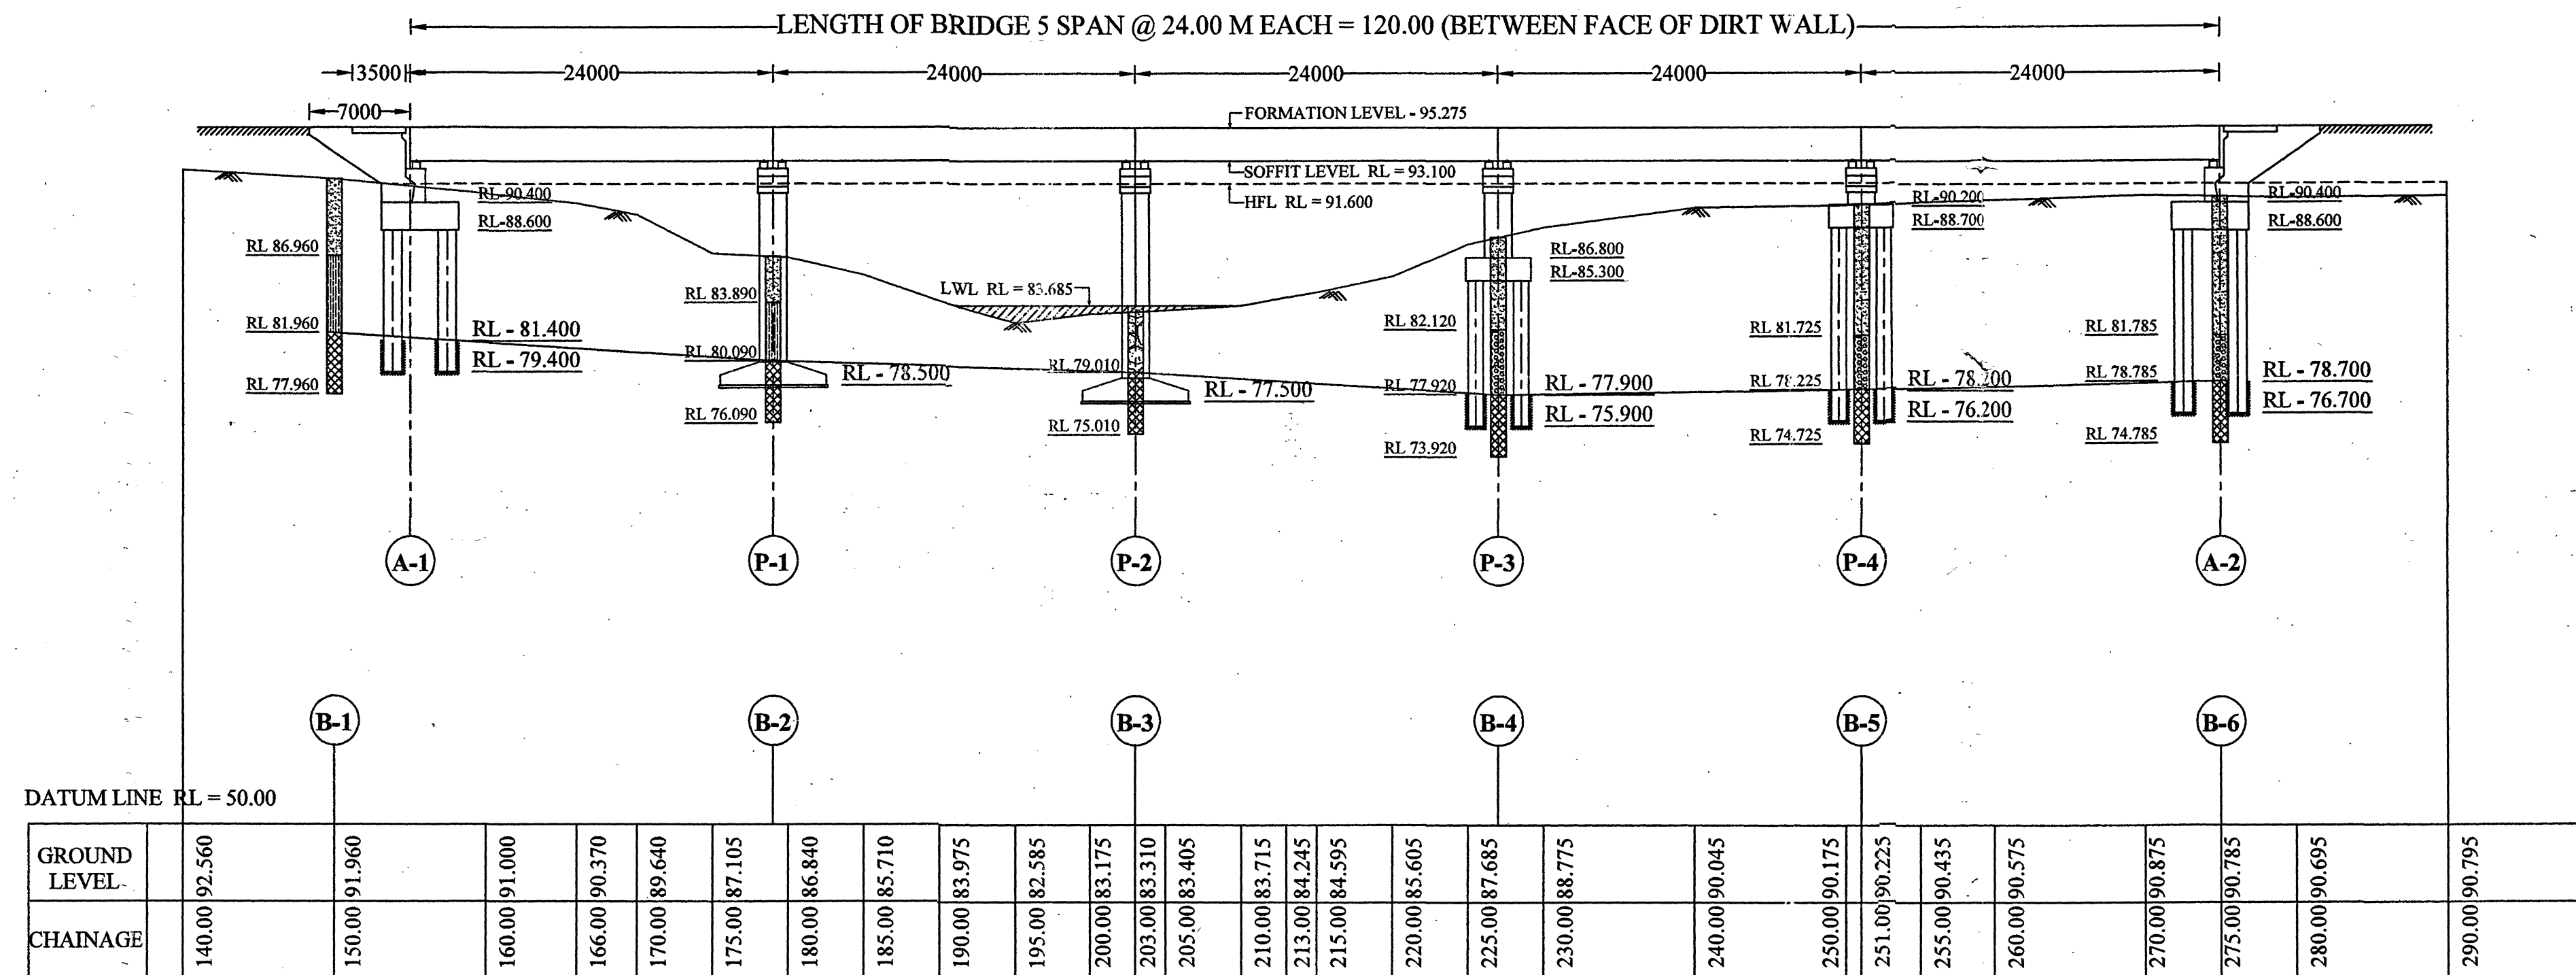 LENGTH OF BRIDGE 5 SPAN @ 24.00 M EACH = 120.00 (BETWEEN FACE OF DIRT WALL)
3500 24000 24000 24000 24000 24000
7000
FORMATION LEVEL - 95.275
SOFFIT LEVEL RL = 93.100
HFL RL = 91.600
RL-90.400
RL-88.600
RL 86.960
RL 81.960
RL 77.960
RL - 81.400
RL - 79.400
RL 83.890
RL 80.090
RL 76.090
RL - 78.500
LWL RL = 83.685
RL 79.010
RL 75.010
RL - 77.500
RL-86.800
RL-85.300
RL 82.120
RL 77.920
RL 73.920
RL - 77.900
RL - 75.900
RL-90.200
RL-88.700
RL 81.725
RL 78.225
RL 74.725
RL - 78.200
RL - 76.200
RL-90.400
RL-88.600
RL 81.785
RL 78.785
RL 74.785
RL - 78.700
RL - 76.700
A-1 P-1 P-2 P-3 P-4 A-2
B-1 B-2 B-3 B-4 B-5 B-6
DATUM LINE RL = 50.00
GROUND LEVEL 92.560 91.960 91.000 90.370 89.640 87.105 86.840 85.710 83.975 82.585 83.175 83.310 83.405 83.715 84.245 84.595 85.605 87.685 88.775 90.045 90.175 90.225 90.435 90.575 90.875 90.785 90.695 90.795
CHAINAGE 140.00 150.00 160.00 166.00 170.00 175.00 180.00 185.00 190.00 195.00 200.00 203.00 205.00 210.00 213.00 215.00 220.00 225.00 230.00 240.00 250.00 251.00 255.00 260.00 270.00 275.00 280.00 290.00